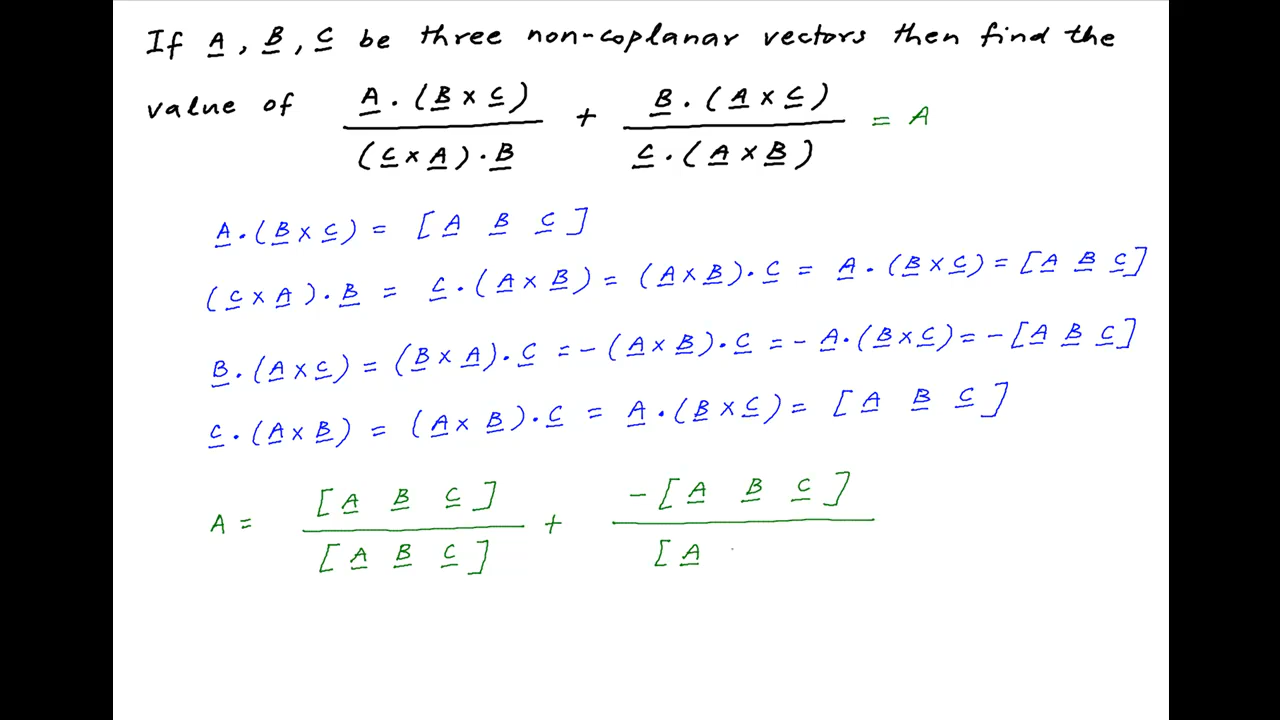 If A, B, C be three non-coplanar vectors then find the
value of A . (B × C) / (C × A) . B + B . (A × C) / C . (A × B) = A
A . (B × C) = [A B C]
(C × A) . B = C . (A × B) = (A × B) . C = A . (B × C) = [A B C]
B . (A × C) = (B × A) . C = - (A × B) . C = - A . (B × C) = - [A B C]
C . (A × B) = (A × B) . C = A . (B × C) = [A B C]
A = [A B C] / [A B C] + - [A B C] / [A